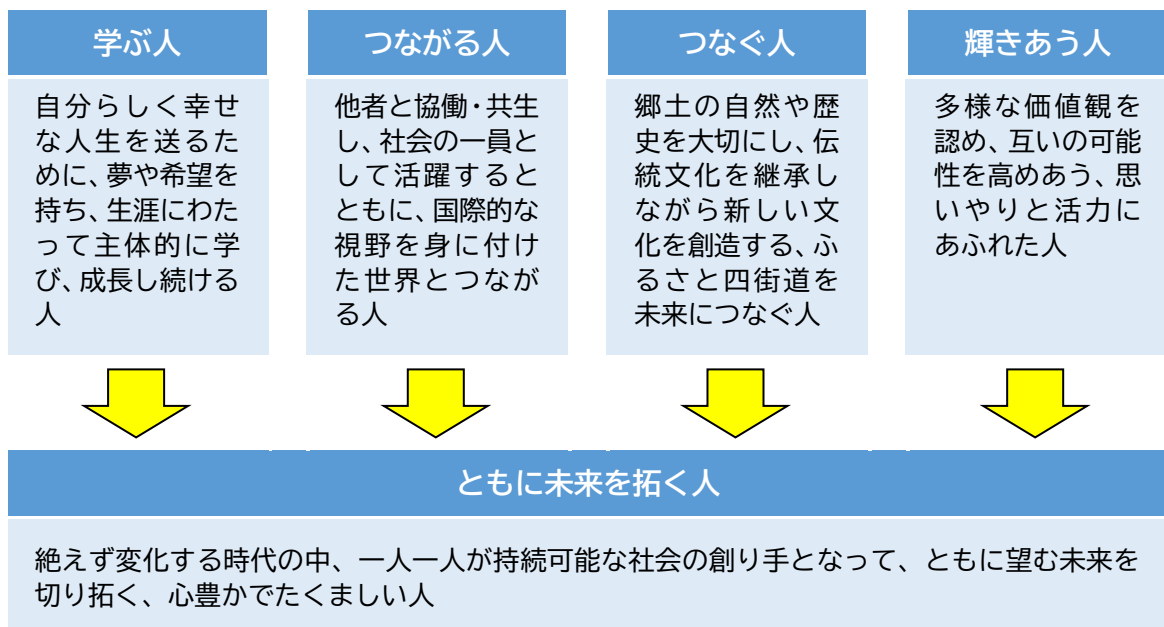 学ぶ人
自分らしく幸せ
な人生を送るた
めに、夢や希望を
持ち、生涯にわた
って主体的に学
び、成長し続ける
人
つながる人
他者と協働・共生
し、社会の一員と
して活躍すると
ともに、国際的な
視野を身に付け
た世界とつなが
る人
つなぐ人
郷土の自然や歴
史を大切にし、伝
統文化を継承し
ながら新しい文
化を創造する、ふ
るさと四街道を
未来につなぐ人
輝きあう人
多様な価値観を
認め、互いの可能
性を高めあう、思
いやりと活力に
あふれた人
ともに未来を拓く人
絶えず変化する時代の中、一人一人が持続可能な社会の創り手となって、ともに望む未来を
切り拓く、心豊かでたくましい人